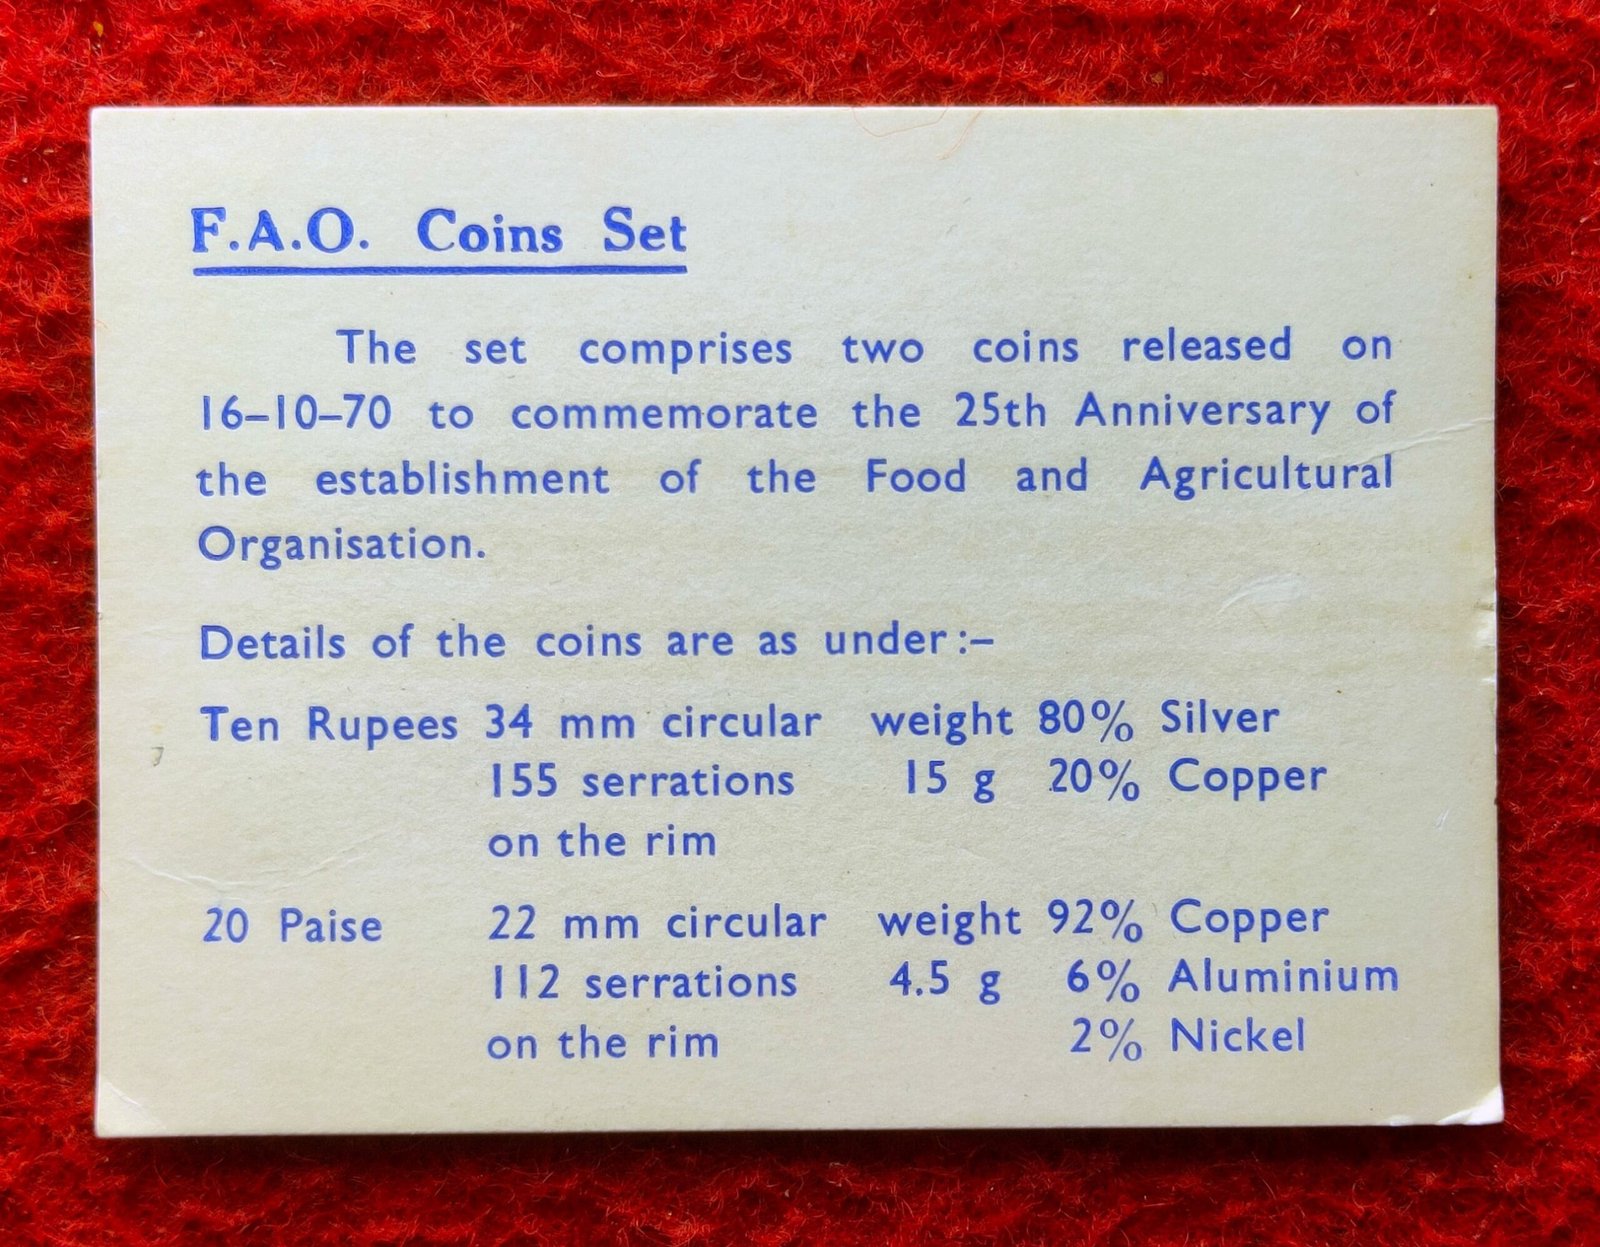 F.A.O. Coins Set
The set comprises two coins released on
16–10–70 to commemorate the 25th Anniversary of
the establishment of the Food and Agricultural
Organisation.
Details of the coins are as under :–
Ten Rupees 34 mm circular weight 80% Silver
155 serrations 15 g 20% Copper
on the rim
20 Paise 22 mm circular weight 92% Copper
112 serrations 4.5 g 6% Aluminium
on the rim 2% Nickel